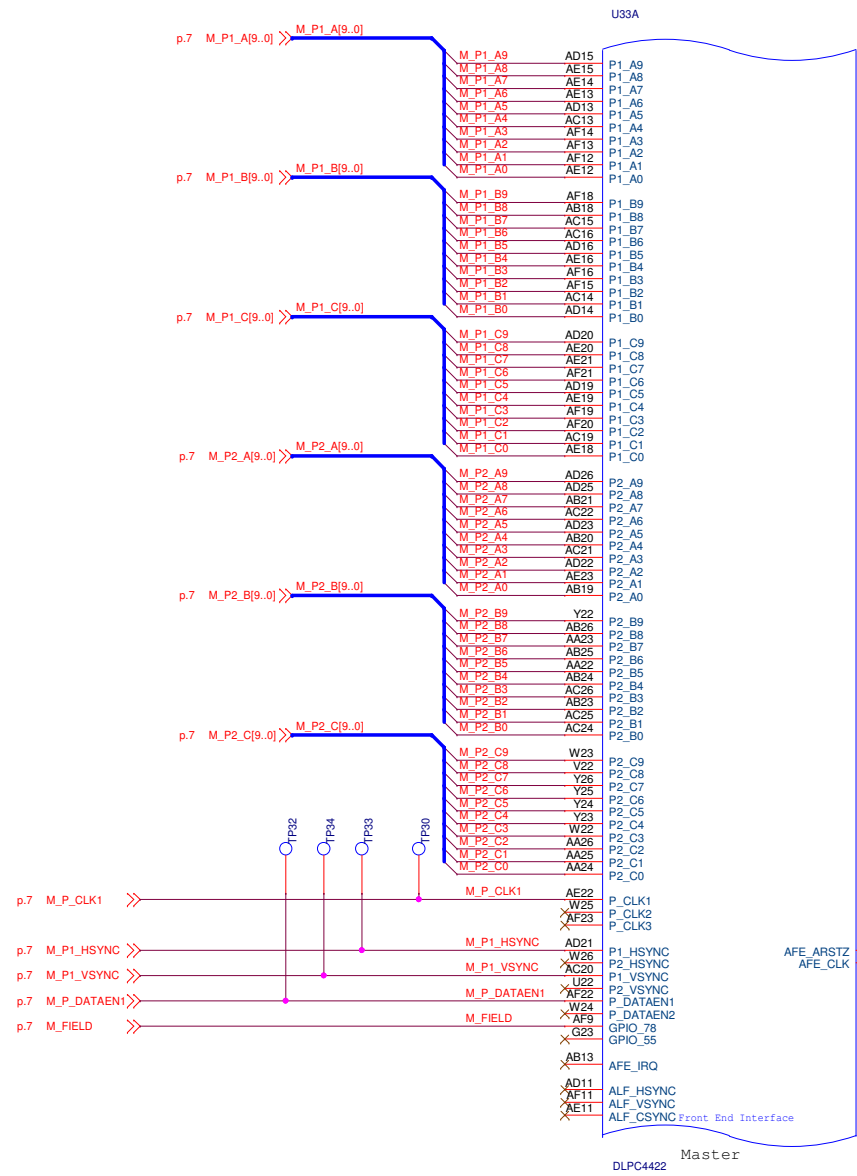 U33A
p.7 M_P1_A[9..0] M_P1_A[9..0]
M_P1_A9 AD15 P1_A9
M_P1_A8 AE15 P1_A8
M_P1_A7 AE14 P1_A7
M_P1_A6 AE13 P1_A6
M_P1_A5 AD13 P1_A5
M_P1_A4 AC13 P1_A4
M_P1_A3 AF14 P1_A3
M_P1_A2 AF13 P1_A2
M_P1_A1 AF12 P1_A1
M_P1_A0 AE12 P1_A0
p.7 M_P1_B[9..0] M_P1_B[9..0]
M_P1_B9 AF18 P1_B9
M_P1_B8 AB18 P1_B8
M_P1_B7 AC15 P1_B7
M_P1_B6 AC16 P1_B6
M_P1_B5 AD16 P1_B5
M_P1_B4 AE16 P1_B4
M_P1_B3 AF16 P1_B3
M_P1_B2 AF15 P1_B2
M_P1_B1 AC14 P1_B1
M_P1_B0 AD14 P1_B0
p.7 M_P1_C[9..0] M_P1_C[9..0]
M_P1_C9 AD20 P1_C9
M_P1_C8 AE20 P1_C8
M_P1_C7 AE21 P1_C7
M_P1_C6 AF21 P1_C6
M_P1_C5 AD19 P1_C5
M_P1_C4 AE19 P1_C4
M_P1_C3 AF19 P1_C3
M_P1_C2 AF20 P1_C2
M_P1_C1 AC19 P1_C1
M_P1_C0 AE18 P1_C0
p.7 M_P2_A[9..0] M_P2_A[9..0]
M_P2_A9 AD26 P2_A9
M_P2_A8 AD25 P2_A8
M_P2_A7 AB21 P2_A7
M_P2_A6 AC22 P2_A6
M_P2_A5 AD23 P2_A5
M_P2_A4 AB20 P2_A4
M_P2_A3 AC21 P2_A3
M_P2_A2 AD22 P2_A2
M_P2_A1 AE23 P2_A1
M_P2_A0 AB19 P2_A0
p.7 M_P2_B[9..0] M_P2_B[9..0]
M_P2_B9 Y22 P2_B9
M_P2_B8 AB26 P2_B8
M_P2_B7 AA23 P2_B7
M_P2_B6 AB25 P2_B6
M_P2_B5 AA22 P2_B5
M_P2_B4 AB24 P2_B4
M_P2_B3 AC26 P2_B3
M_P2_B2 AB23 P2_B2
M_P2_B1 AC25 P2_B1
M_P2_B0 AC24 P2_B0
p.7 M_P2_C[9..0] M_P2_C[9..0]
M_P2_C9 W23 P2_C9
M_P2_C8 V22 P2_C8
M_P2_C7 Y26 P2_C7
M_P2_C6 Y25 P2_C6
M_P2_C5 Y24 P2_C5
M_P2_C4 Y23 P2_C4
M_P2_C3 W22 P2_C3
M_P2_C2 AA26 P2_C2
M_P2_C1 AA25 P2_C1
M_P2_C0 AA24 P2_C0
TP32 TP34 TP33 TP30
p.7 M_P_CLK1 M_P_CLK1 AE22 P_CLK1
W25 P_CLK2
AF23 P_CLK3
p.7 M_P1_HSYNC M_P1_HSYNC AD21 P1_HSYNC AFE_ARSTZ
W26 P2_HSYNC AFE_CLK
p.7 M_P1_VSYNC M_P1_VSYNC AC20 P1_VSYNC
U22 P2_VSYNC
p.7 M_P_DATAEN1 M_P_DATAEN1 AF22 P_DATAEN1
W24 P_DATAEN2
p.7 M_FIELD M_FIELD AF9 GPIO_78
G23 GPIO_55
AB13 AFE_IRQ
AD11 ALF_HSYNC
AF11 ALF_VSYNC
AE11 ALF_CSYNC Front End Interface
Master
DLPC4422